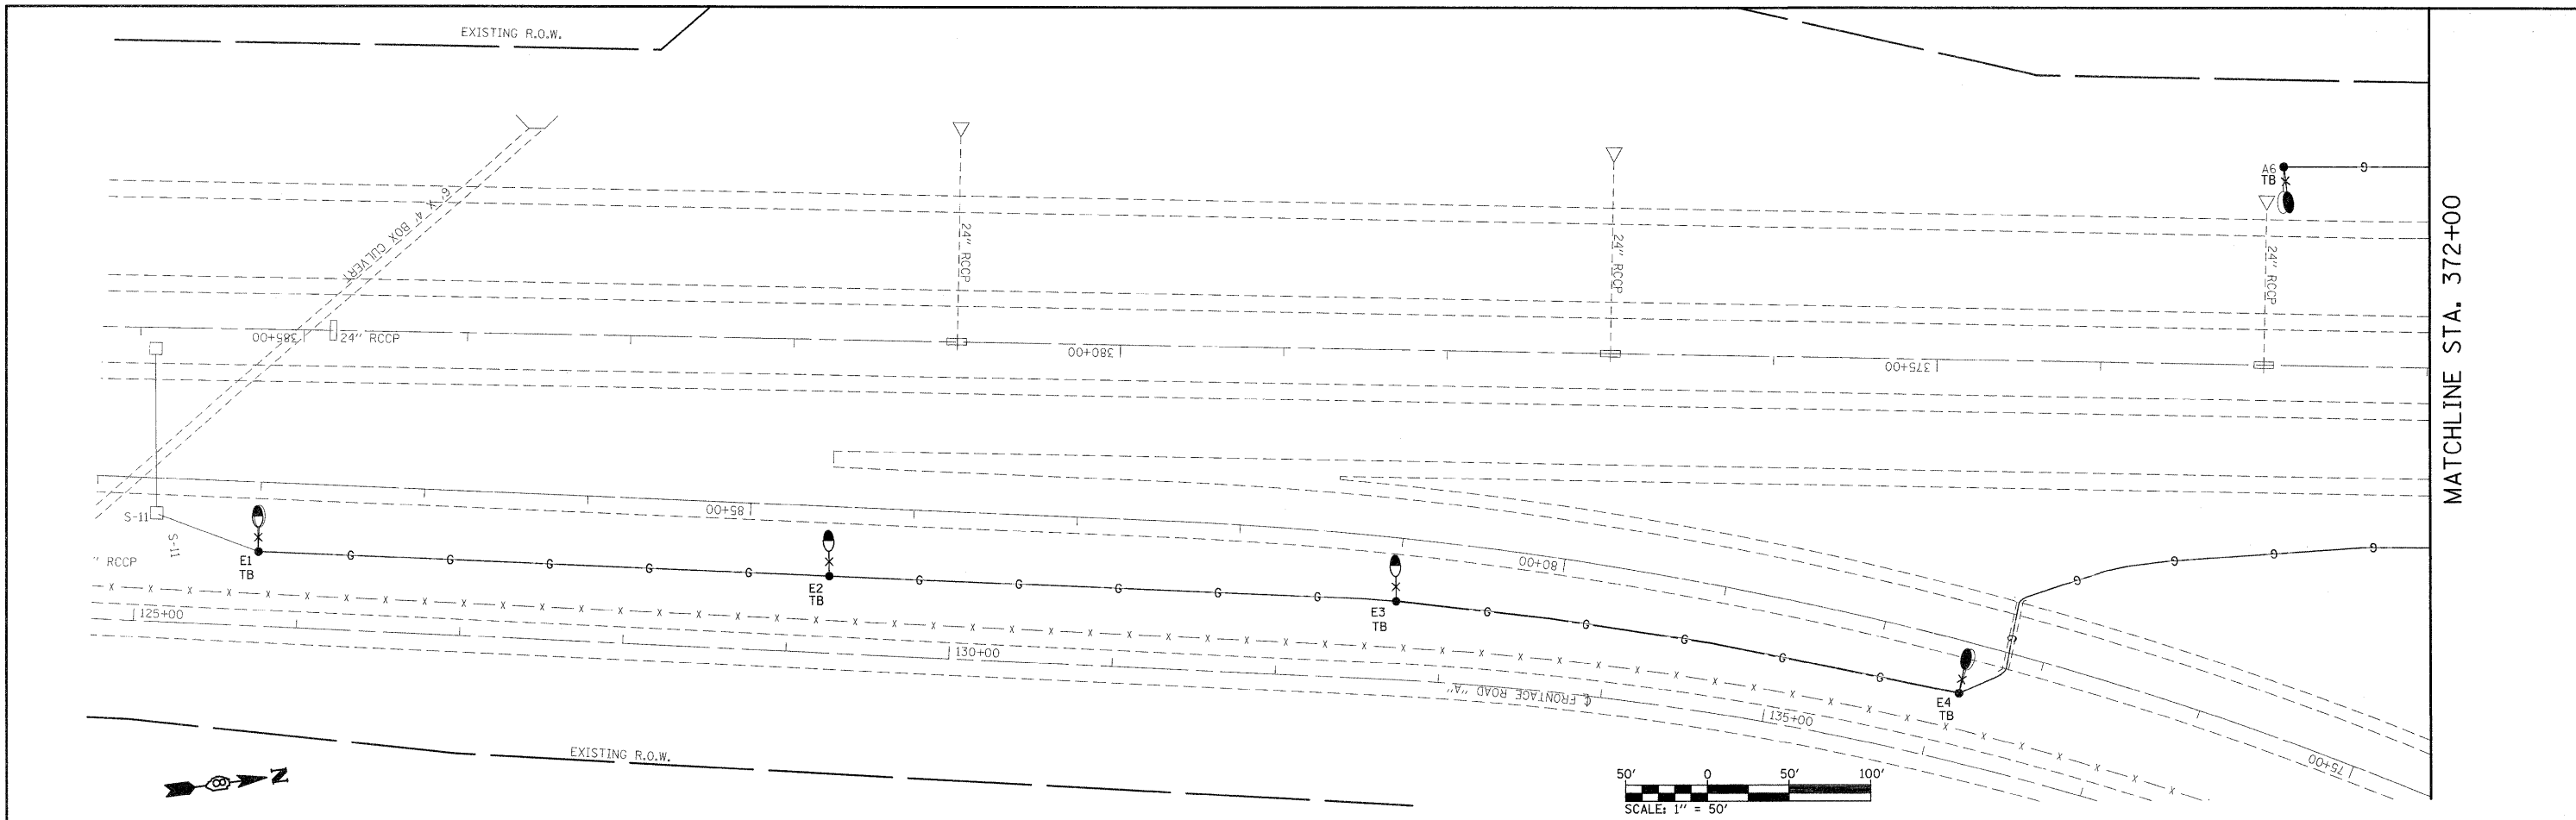 EXISTING R.O.W.
6' X 4' BOX CULVERT
24" RCCP
24" RCCP
A6
TB
24" RCCP
MATCHLINE STA. 372+00
385+00
24" RCCP
380+00
375+00
S-11
S-11
" RCCP
E1
TB
G G G G G
85+00
E2
TB
G G G G G
80+00
E3
TB
G G G G G
E4
TB
G G G G G
G
125+00
130+00
℄ FRONTAGE ROAD "A"
135+00
75+00
EXISTING R.O.W.
N
50' 0 50' 100'
SCALE: 1" = 50'